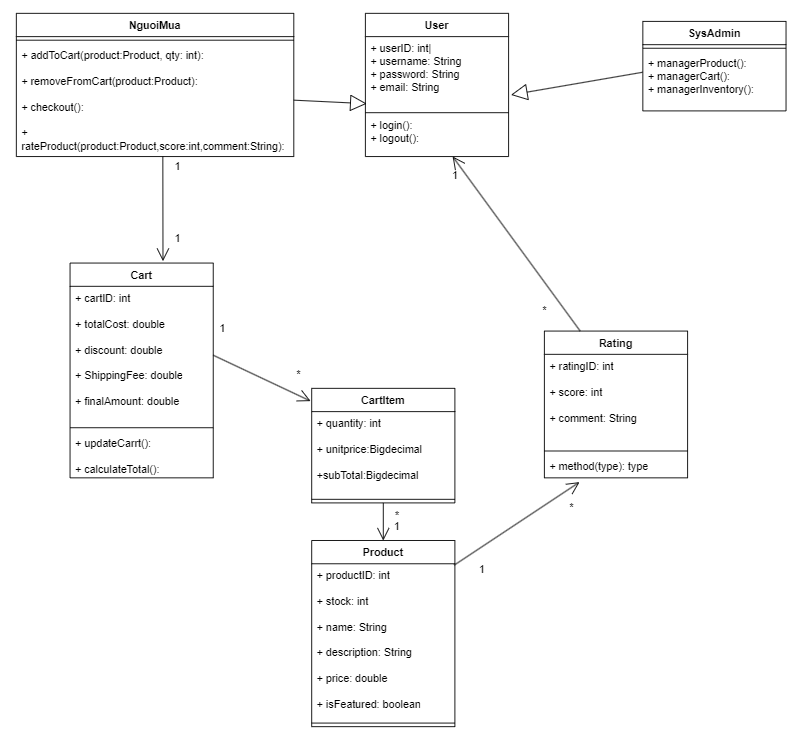 NguoiMua
+ addToCart(product:Product, qty: int):
+ removeFromCart(product:Product):
+ checkout():
+
rateProduct(product:Product,score:int,comment:String):
User
+ userID: int|
+ username: String
+ password: String
+ email: String
+ login():
+ logout():
SysAdmin
+ managerProduct():
+ managerCart():
+ managerInventory():
1
1
1
*
Cart
+ cartID: int
+ totalCost: double
+ discount: double
+ ShippingFee: double
+ finalAmount: double
+ updateCarrt():
+ calculateTotal():
1
*
CartItem
+ quantity: int
+ unitprice:Bigdecimal
+subTotal:Bigdecimal
Rating
+ ratingID: int
+ score: int
+ comment: String
+ method(type): type
*
1
*
1
Product
+ productID: int
+ stock: int
+ name: String
+ description: String
+ price: double
+ isFeatured: boolean